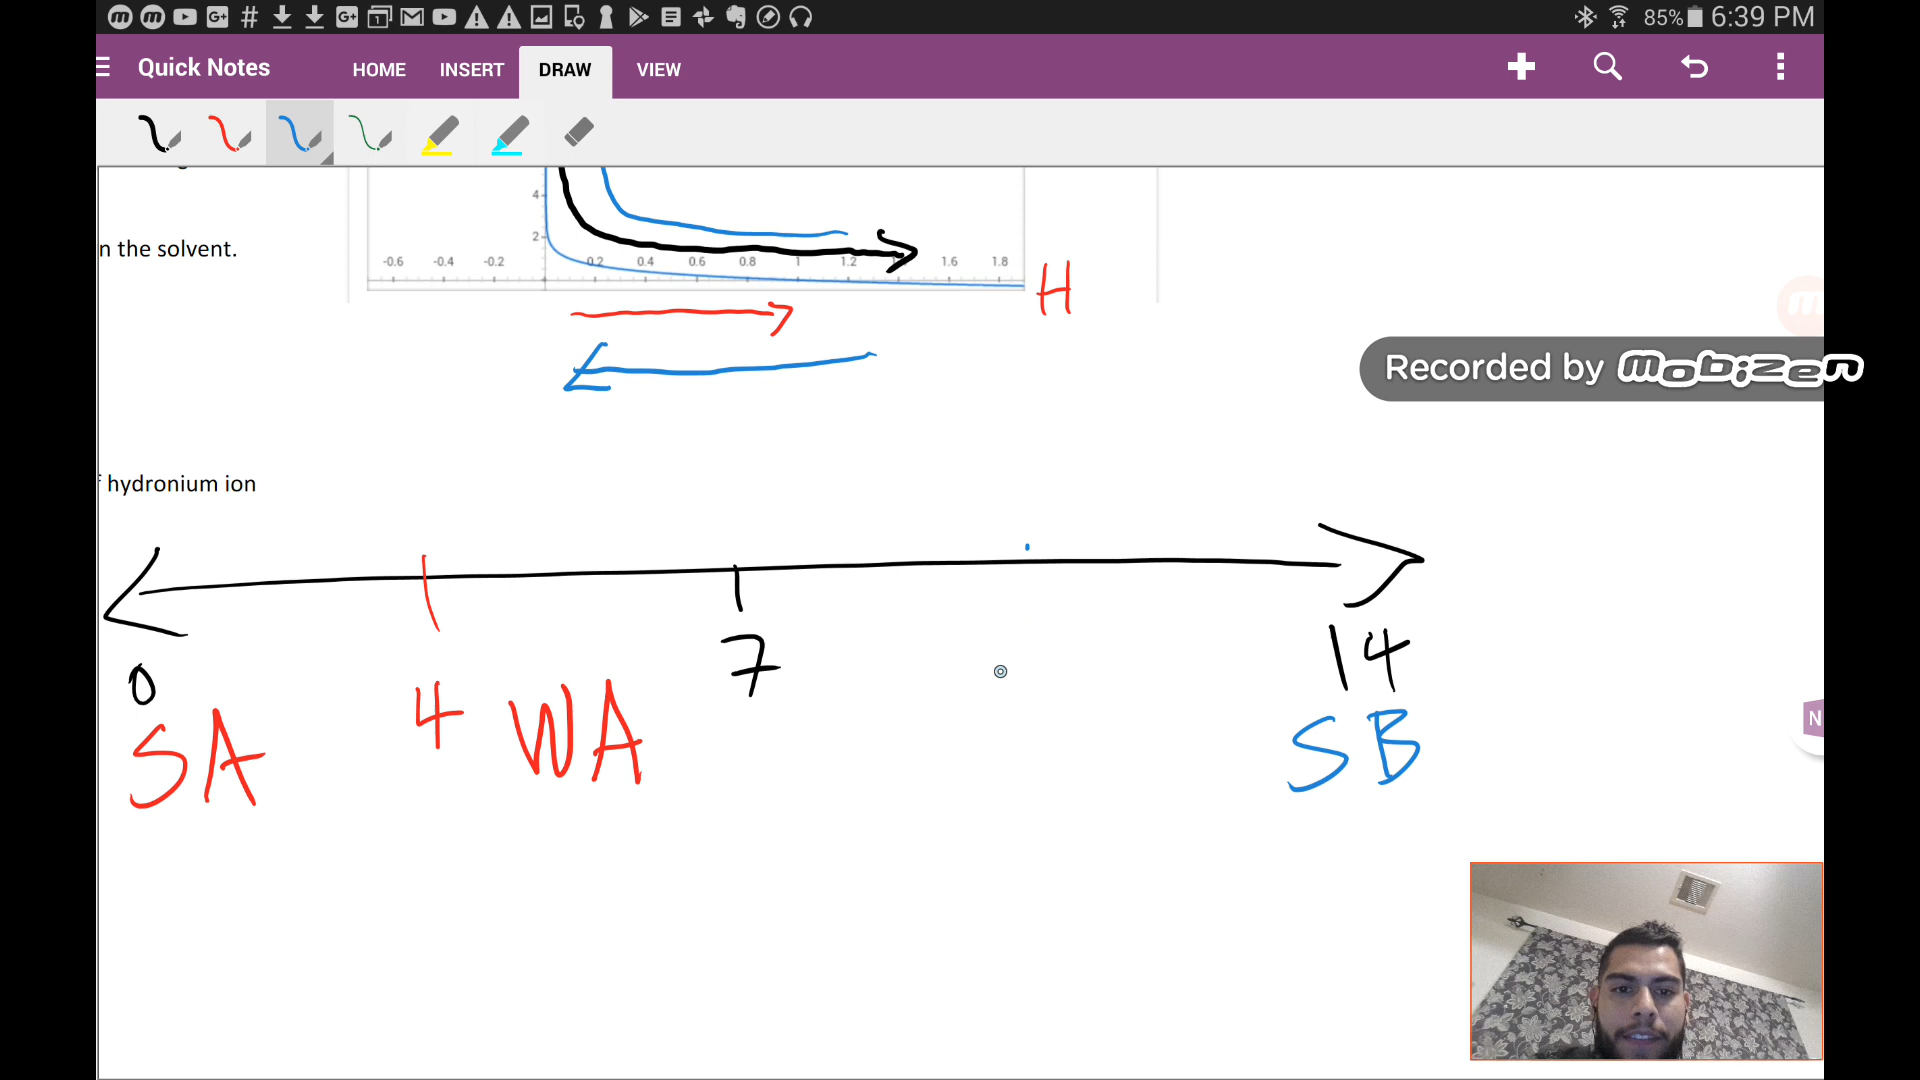 85% 6:39 PM
Quick Notes HOME INSERT DRAW VIEW
4
2
n the solvent.
-0.6 -0.4 -0.2 0.2 0.4 0.6 0.8 1 1.2 1.6 1.8
H
Recorded by mobizen
hydronium ion
0 4 7 14
SA WA SB
N